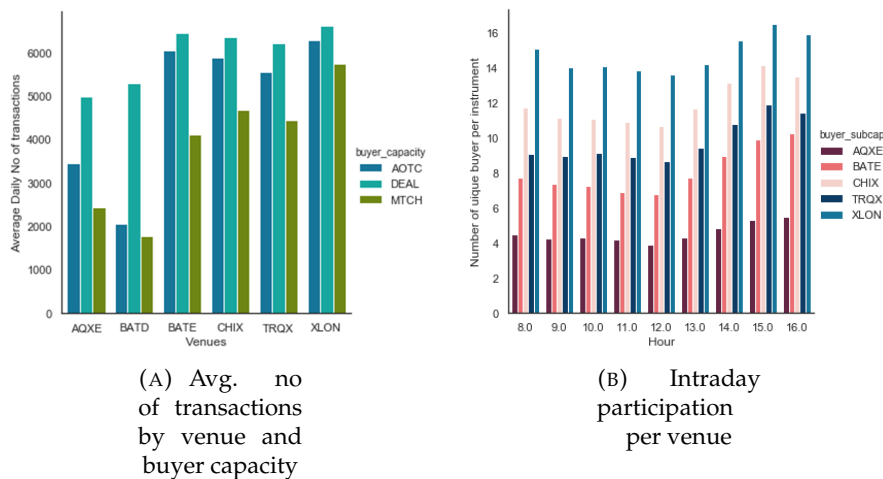 Average Daily No of transactions
6000
5000
4000
3000
2000
1000
0
AQXE BATD BATE CHIX TRQX XLON
Venues
buyer_capacity
AOTC
DEAL
MTCH
Number of uique buyer per instrument
16
14
12
10
8
6
4
2
0
8.0 9.0 10.0 11.0 12.0 13.0 14.0 15.0 16.0
Hour
buyer_subcap
AQXE
BATE
CHIX
TRQX
XLON
(A) Avg. no
of transactions
by venue and
buyer capacity
(B) Intraday
participation
per venue